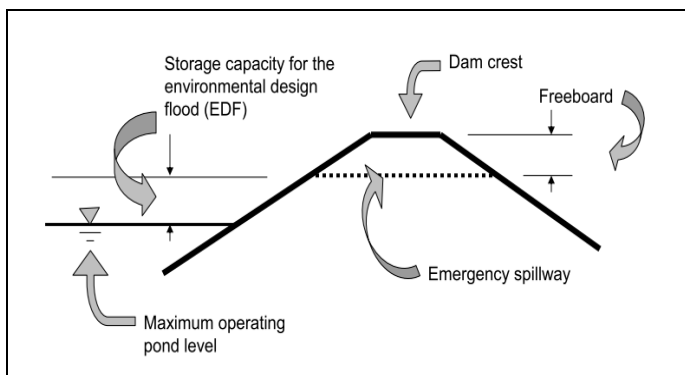 Storage capacity for the
environmental design
flood (EDF)
Dam crest
Freeboard
Emergency spillway
Maximum operating
pond level